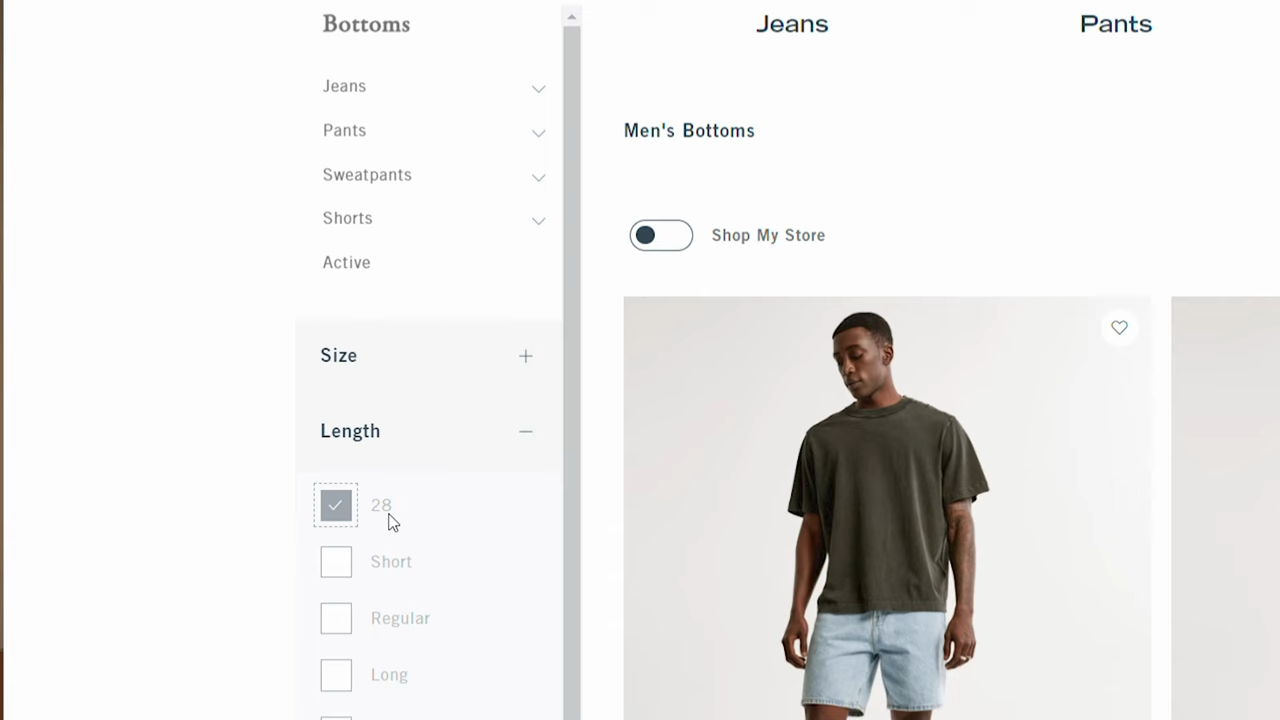 Bottoms
Jeans
Pants
Sweatpants
Shorts
Active
Size
Length
28
Short
Regular
Long
Jeans
Pants
Men's Bottoms
Shop My Store